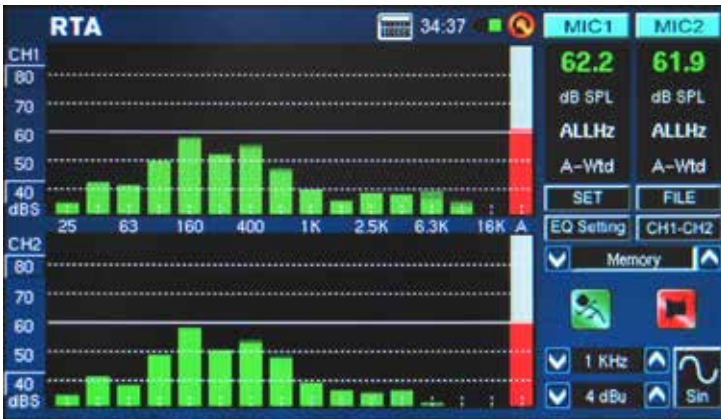 RTA 34:37 MIC1 MIC2
CH1
80
70
60
50
40
dBS
25 63 160 400 1K 2.5K 6.3K 16K A
CH2
80
70
60
50
40
dBS
62.2 61.9
dB SPL dB SPL
ALLHz ALLHz
A-Wtd A-Wtd
SET FILE
EQ Setting CH1-CH2
Memory
1 KHz
4 dBu Sin